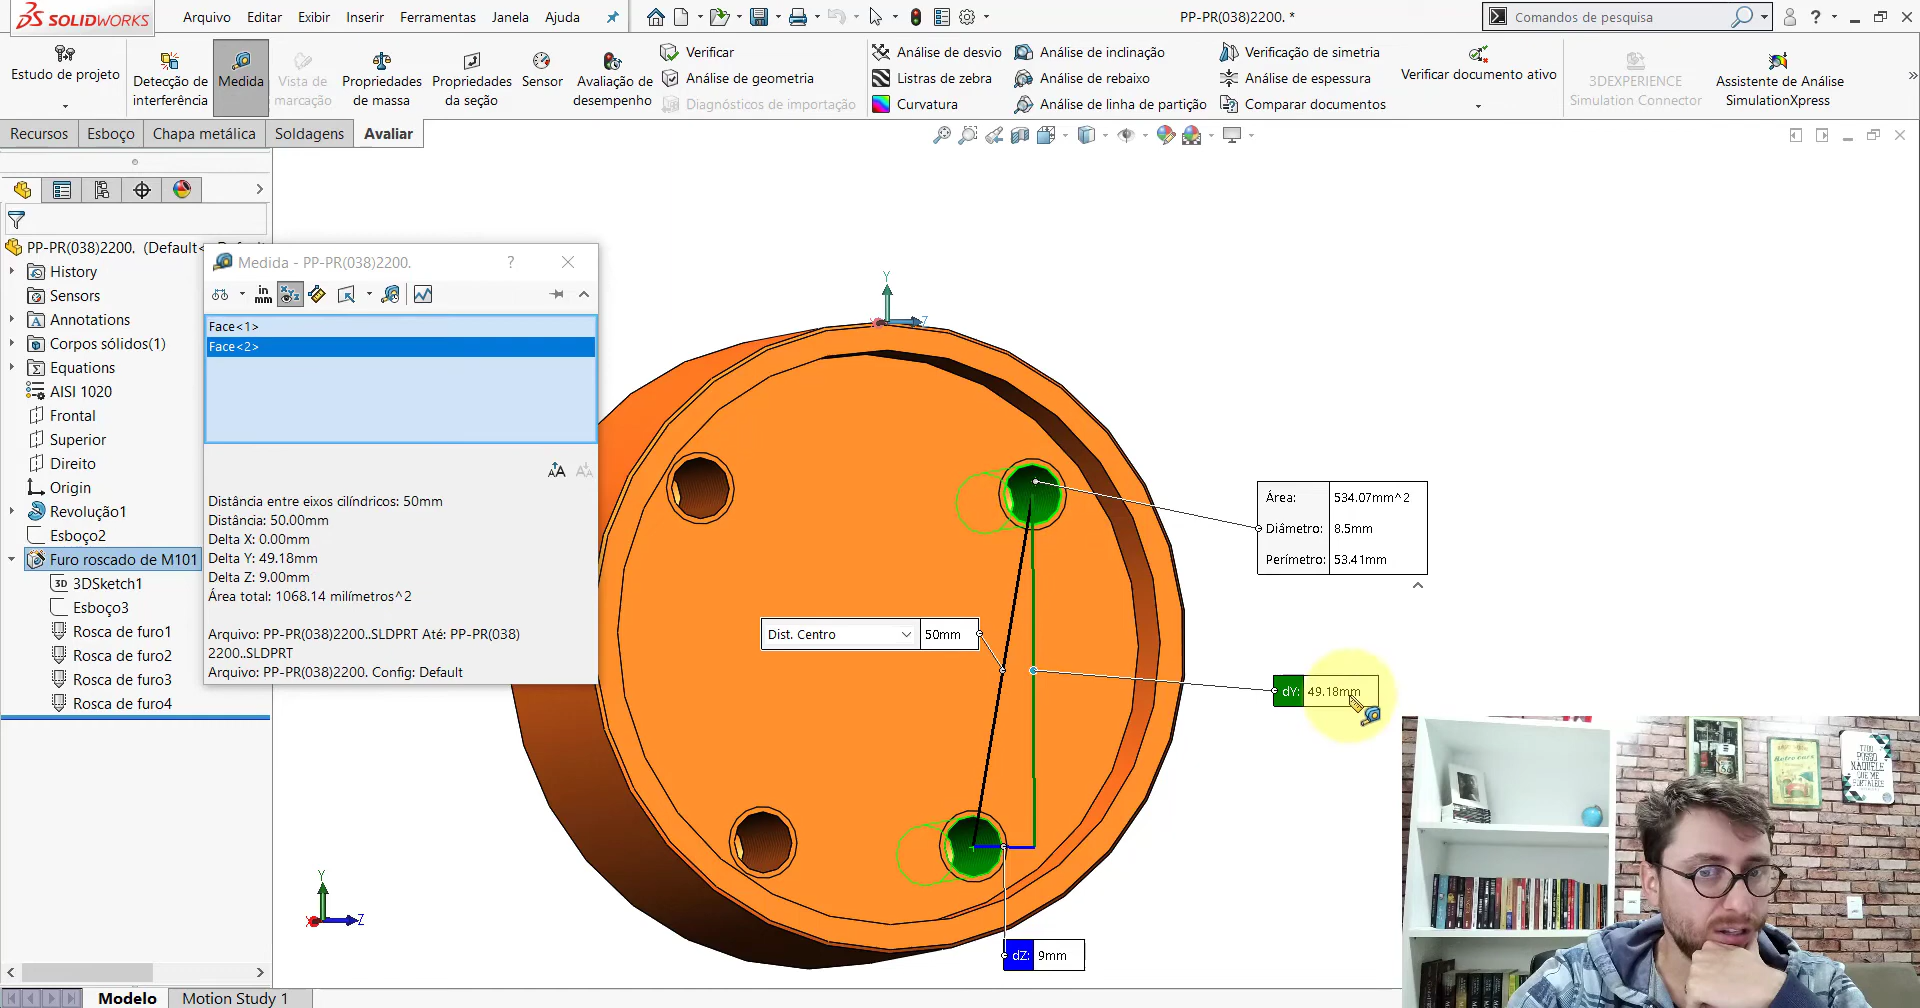 SOLIDWORKS
Arquivo
Editar
Exibir
Inserir
Ferramentas
Janela
Ajuda
PP-PR(038)2200. *
Comandos de pesquisa
Estudo de projeto
Detecção de interferência
Medida
Vista de marcação
Propriedades de massa
Propriedades da seção
Sensor
Avaliação de desempenho
Verificar
Análise de geometria
Diagnósticos de importação
Análise de desvio
Listras de zebra
Curvatura
Análise de inclinação
Análise de rebaixo
Análise de linha de partição
Verificação de simetria
Análise de espessura
Comparar documentos
Verificar documento ativo
3DEXPERIENCE
Simulation Connector
Assistente de Análise
SimulationXpress
Recursos
Esboço
Chapa metálica
Soldagens
Avaliar
PP-PR(038)2200. (Default<
History
Sensors
Annotations
Corpos sólidos(1)
Equations
AISI 1020
Frontal
Superior
Direito
Origin
Revolução1
Esboço2
Furo roscado de M101
3D 3DSketch1
Esboço3
Rosca de furo1
Rosca de furo2
Rosca de furo3
Rosca de furo4
Medida - PP-PR(038)2200.
?
in
mm
Face<1>
Face<2>
Distância entre eixos cilíndricos: 50mm
Distância: 50.00mm
Delta X: 0.00mm
Delta Y: 49.18mm
Delta Z: 9.00mm
Área total: 1068.14 milímetros^2
Arquivo: PP-PR(038)2200..SLDPRT Até: PP-PR(038)
2200..SLDPRT
Arquivo: PP-PR(038)2200. Config: Default
Y
Z
Dist. Centro
50mm
Área: 534.07mm^2
Diâmetro: 8.5mm
Perímetro: 53.41mm
dY: 49.18mm
dZ: 9mm
Y
X
Z
TUDO
POSSO
NAQUELE
QUE ME
FORTALECE
Modelo
Motion Study 1